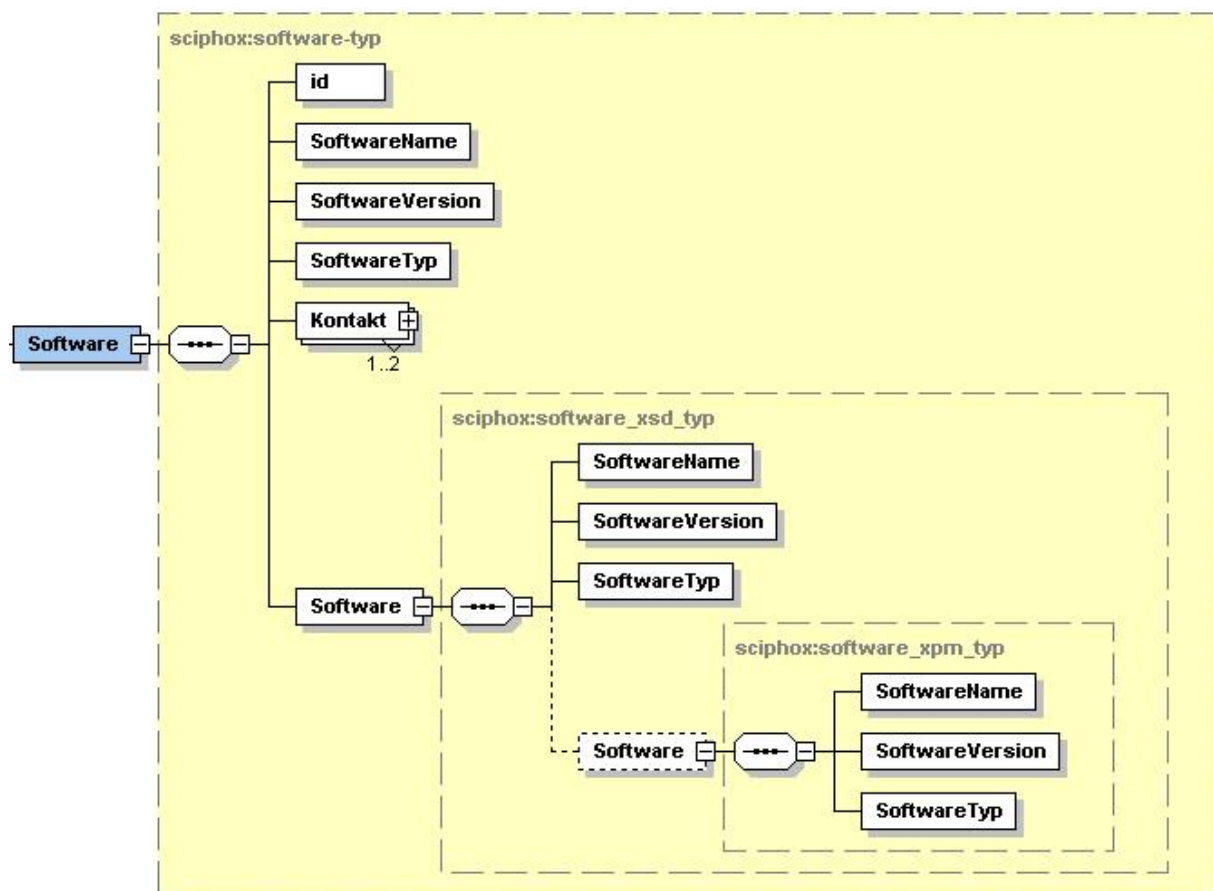 sciphox:software-typ
id
SoftwareName
SoftwareVersion
SoftwareTyp
Kontakt
1..2
Software
sciphox:software_xsd_typ
SoftwareName
SoftwareVersion
SoftwareTyp
Software
sciphox:software_xpm_typ
SoftwareName
Software
SoftwareVersion
SoftwareTyp